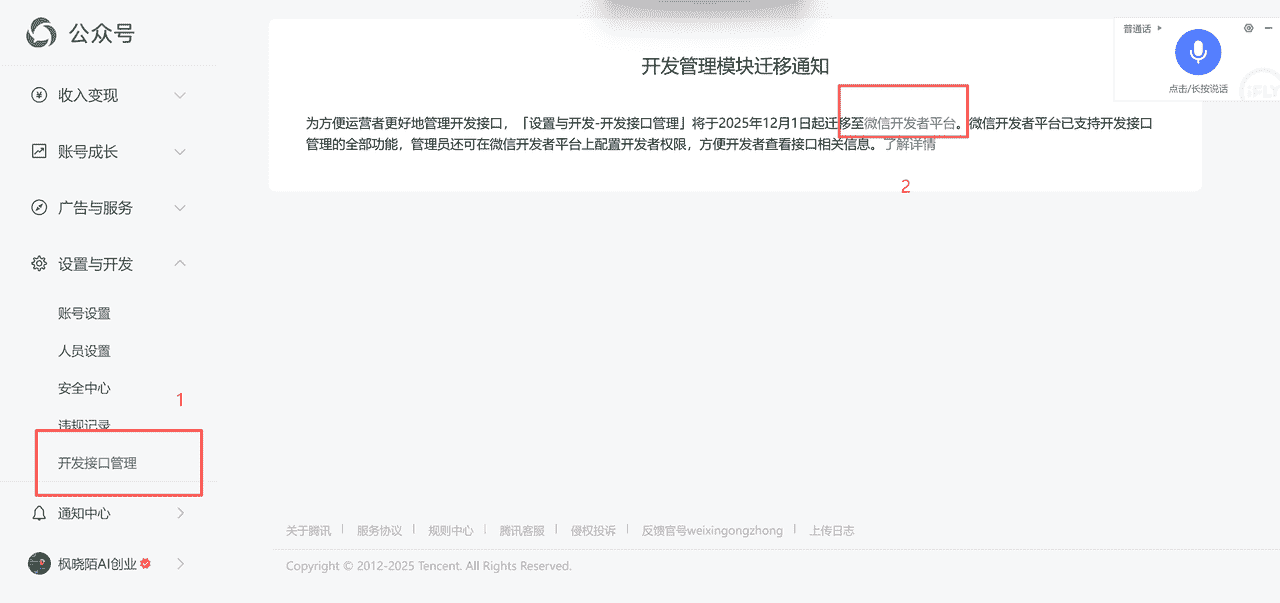 公众号
收入变现
账号成长
广告与服务
设置与开发
账号设置
人员设置
安全中心
1
违规记录
开发接口管理
通知中心
枫晓陌AI创业
开发管理模块迁移通知
为方便运营者更好地管理开发接口，「设置与开发-开发接口管理」将于2025年12月1日起迁移至微信开发者平台。微信开发者平台已支持开发接口
管理的全部功能，管理员还可在微信开发者平台上配置开发者权限，方便开发者查看接口相关信息。了解详情
2
普通话
点击/长按说话
iFLY
关于腾讯 服务协议 规则中心 腾讯客服 侵权投诉 反馈官号weixingongzhong 上传日志
Copyright © 2012-2025 Tencent. All Rights Reserved.